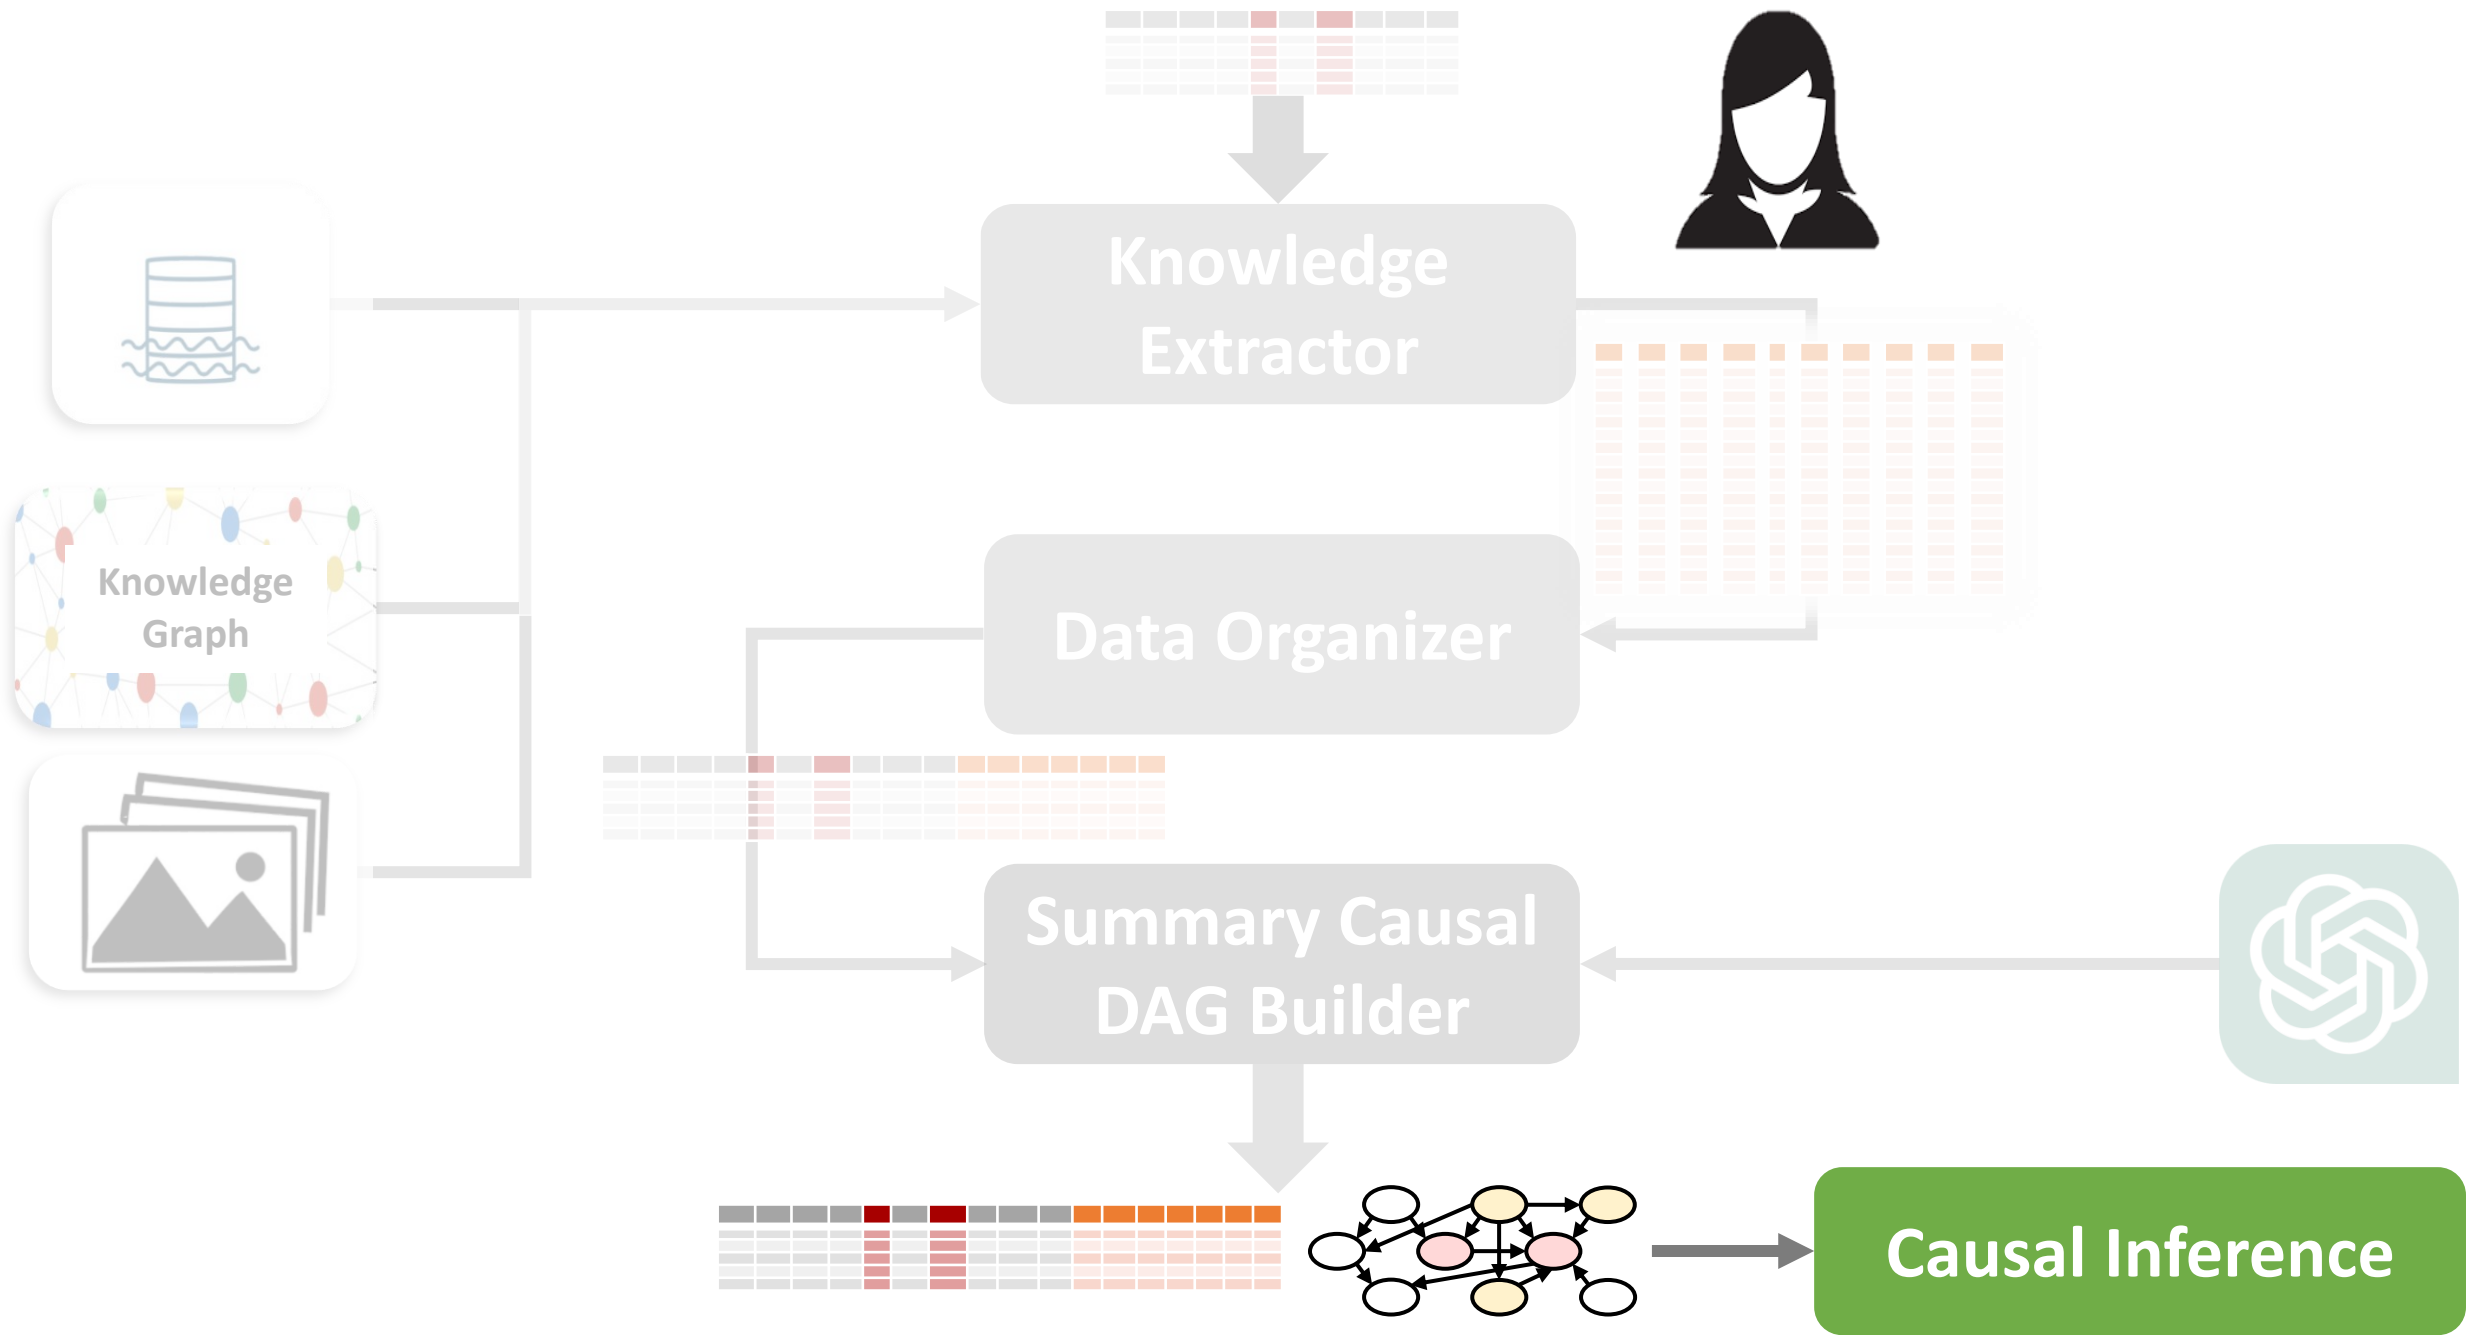 Knowledge
Extractor
Knowledge
Graph
Data Organizer
Summary Causal
DAG Builder
Causal Inference